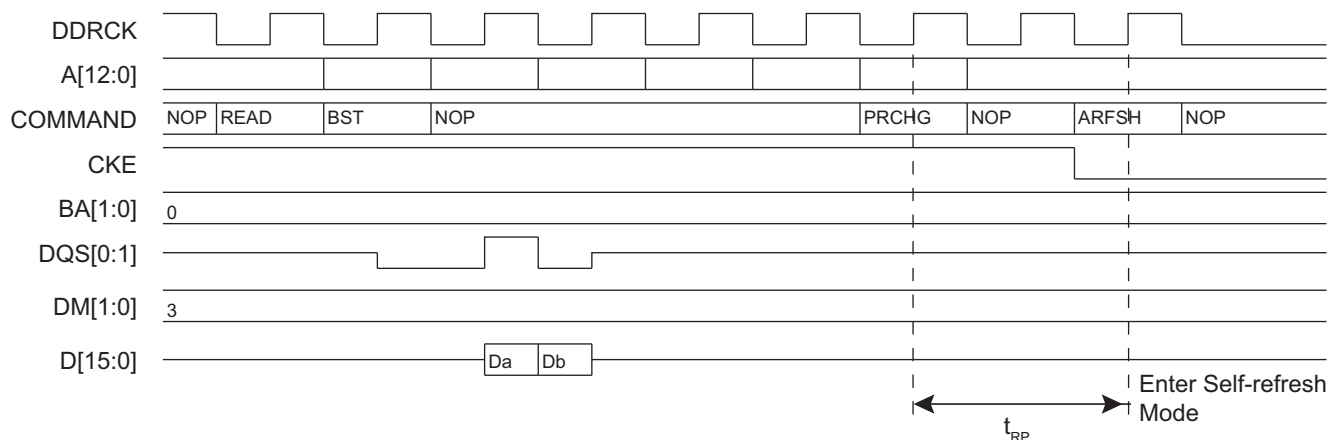 DDRCK
A[12:0]
COMMAND NOP READ BST NOP PRCHG NOP ARFSH NOP
CKE
BA[1:0] 0
DQS[0:1]
DM[1:0] 3
D[15:0] Da Db
Enter Self-refresh
Mode
tRP